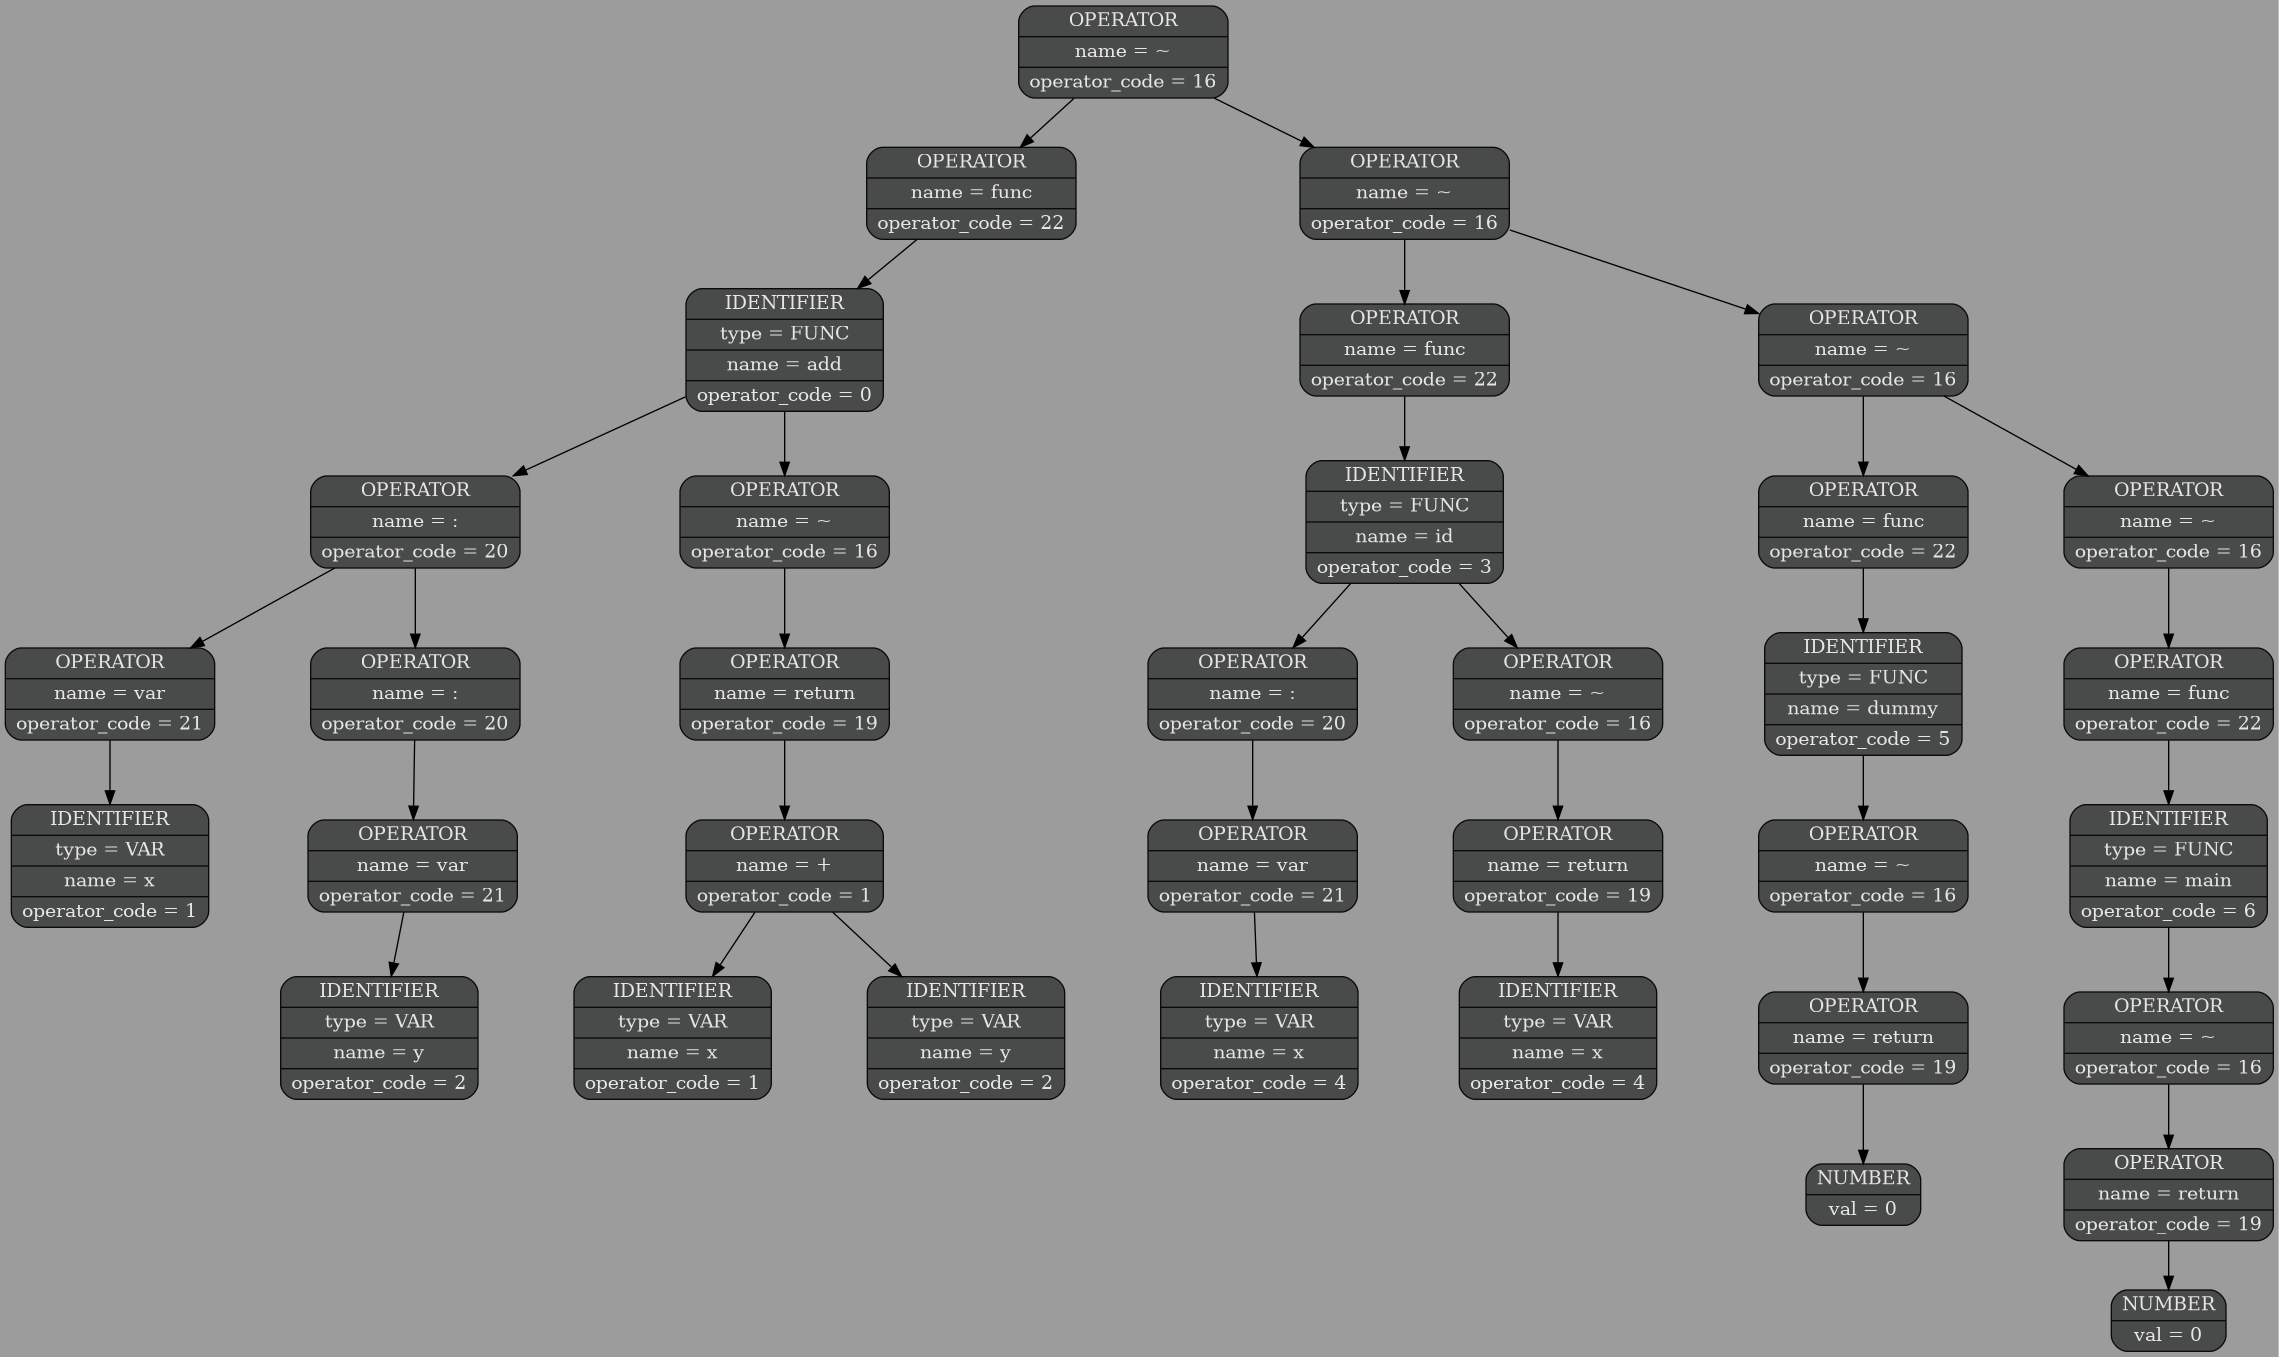 OPERATOR
name = ~
operator_code = 16
OPERATOR
name = func
operator_code = 22
OPERATOR
name = ~
operator_code = 16
IDENTIFIER
type = FUNC
name = add
operator_code = 0
OPERATOR
name = func
operator_code = 22
OPERATOR
name = ~
operator_code = 16
OPERATOR
name = :
operator_code = 20
OPERATOR
name = ~
operator_code = 16
IDENTIFIER
type = FUNC
name = id
operator_code = 3
OPERATOR
name = func
operator_code = 22
OPERATOR
name = ~
operator_code = 16
OPERATOR
name = var
operator_code = 21
OPERATOR
name = :
operator_code = 20
OPERATOR
name = return
operator_code = 19
OPERATOR
name = :
operator_code = 20
OPERATOR
name = ~
operator_code = 16
IDENTIFIER
type = FUNC
name = dummy
operator_code = 5
OPERATOR
name = func
operator_code = 22
IDENTIFIER
type = VAR
name = x
operator_code = 1
OPERATOR
name = var
operator_code = 21
OPERATOR
name = +
operator_code = 1
OPERATOR
name = var
operator_code = 21
OPERATOR
name = return
operator_code = 19
OPERATOR
name = ~
operator_code = 16
IDENTIFIER
type = FUNC
name = main
operator_code = 6
IDENTIFIER
type = VAR
name = y
operator_code = 2
IDENTIFIER
type = VAR
name = x
operator_code = 1
IDENTIFIER
type = VAR
name = y
operator_code = 2
IDENTIFIER
type = VAR
name = x
operator_code = 4
IDENTIFIER
type = VAR
name = x
operator_code = 4
OPERATOR
name = return
operator_code = 19
OPERATOR
name = ~
operator_code = 16
NUMBER
val = 0
OPERATOR
name = return
operator_code = 19
NUMBER
val = 0